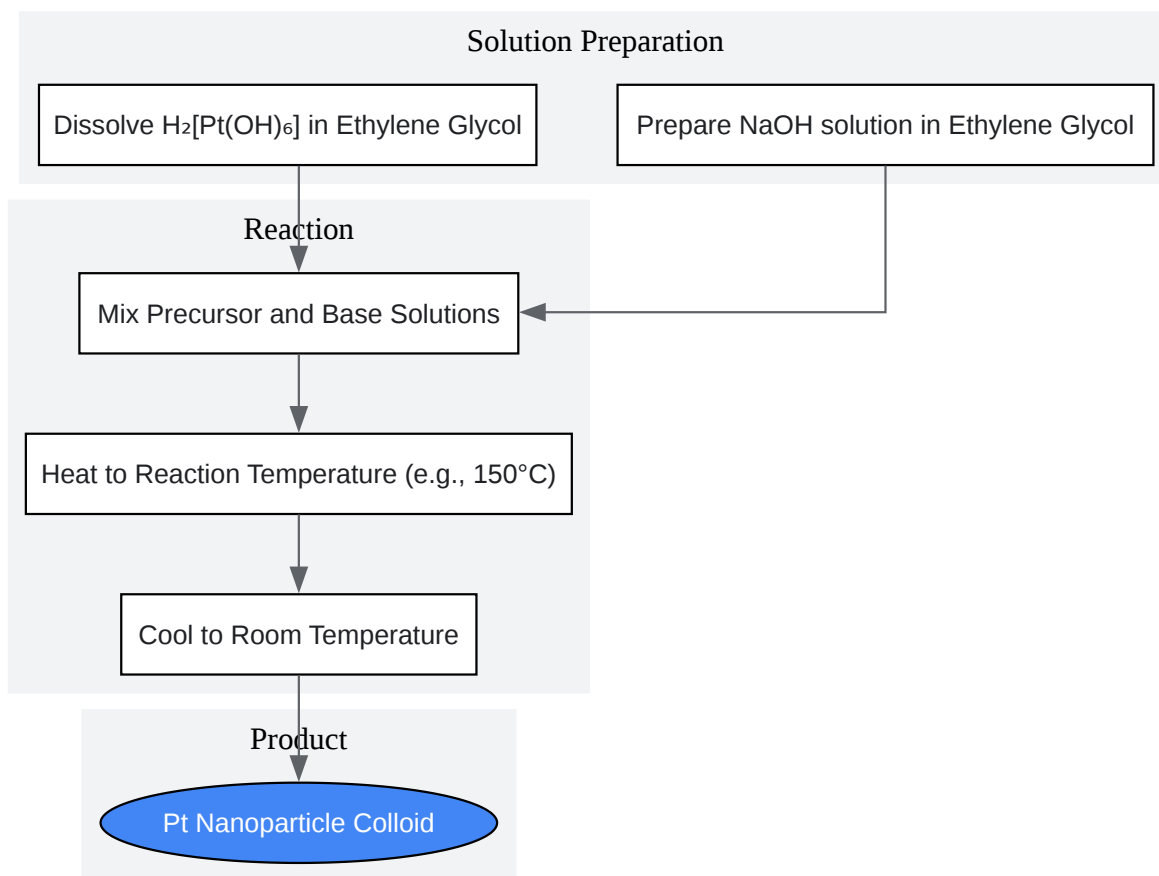 Solution Preparation
Dissolve H₂[Pt(OH)₆] in Ethylene Glycol
Prepare NaOH solution in Ethylene Glycol
Reaction
Mix Precursor and Base Solutions
Heat to Reaction Temperature (e.g., 150°C)
Cool to Room Temperature
Product
Pt Nanoparticle Colloid